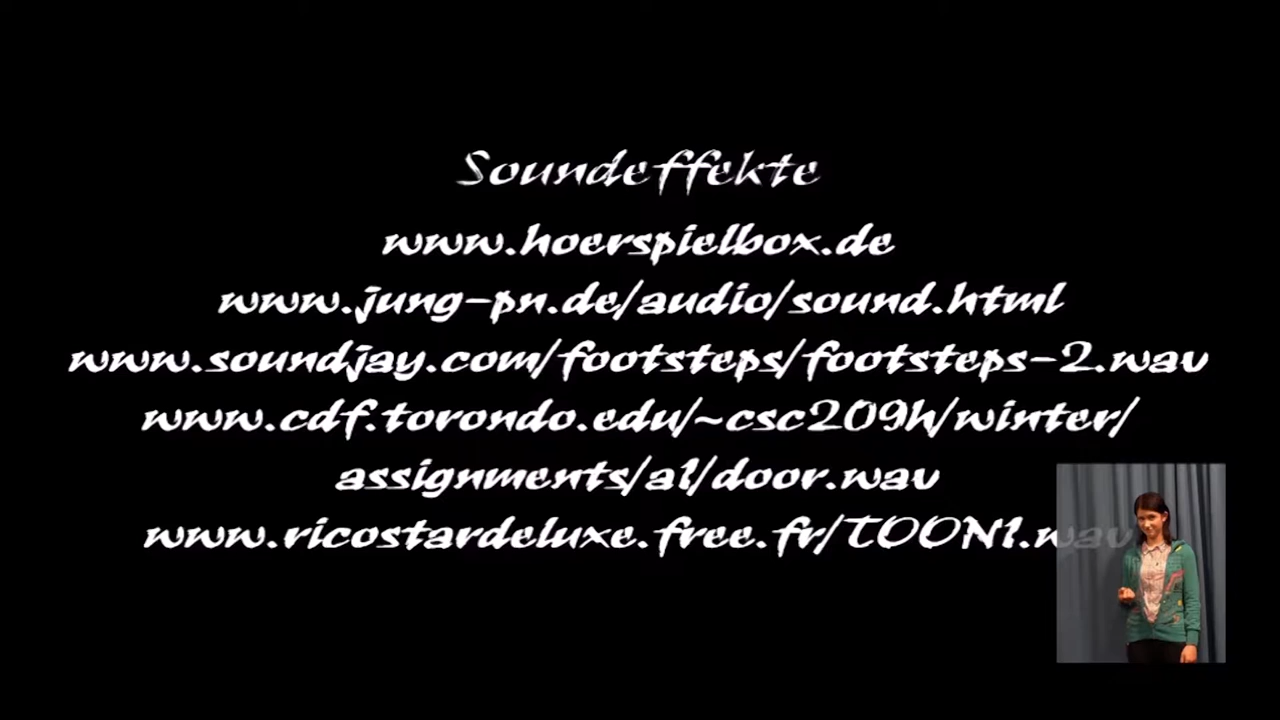 Soundeffekte
www.hoerspielbox.de
www.jung-pn.de/audio/sound.html
www.soundjay.com/footsteps/footsteps-2.wav
www.cdf.torondo.edu/~csc209h/winter/
assignments/a1/door.wav
www.ricostardeluxe.free.fr/TOON1.wav